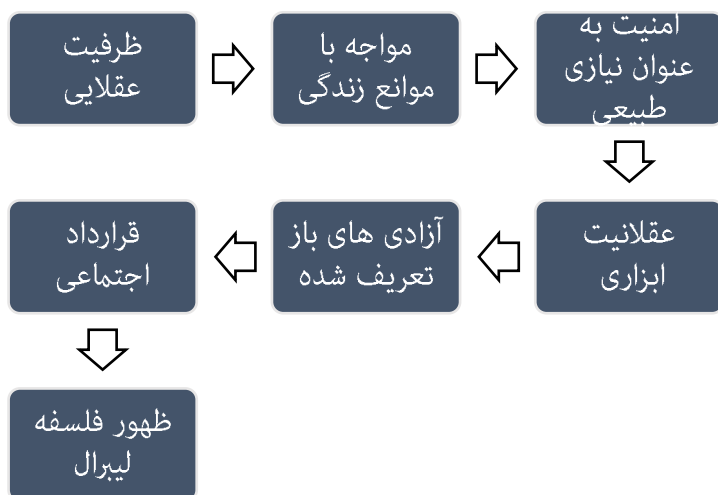 ظرفیت
عقلایی
مواجه با
موانع زندگی
امنیت به
عنوان نیازی
طبیعی
عقلانیت
ابزاری
آزادی های باز
تعریف شده
قرارداد
اجتماعی
ظهور فلسفه
لیبرال